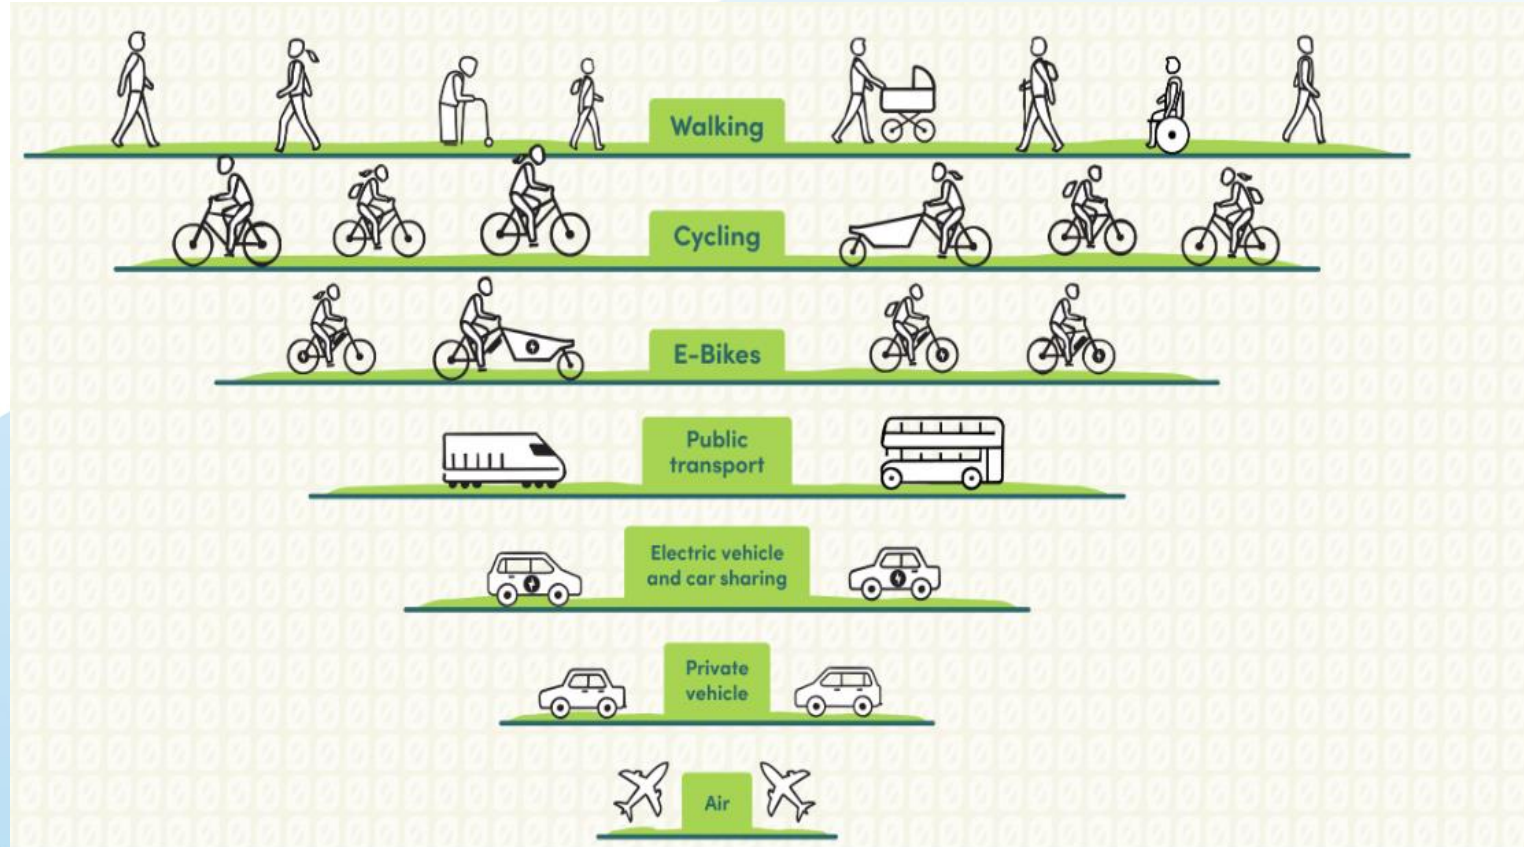 Walking
Cycling
E-Bikes
Public
transport
Electric vehicle
and car sharing
Private
vehicle
Air